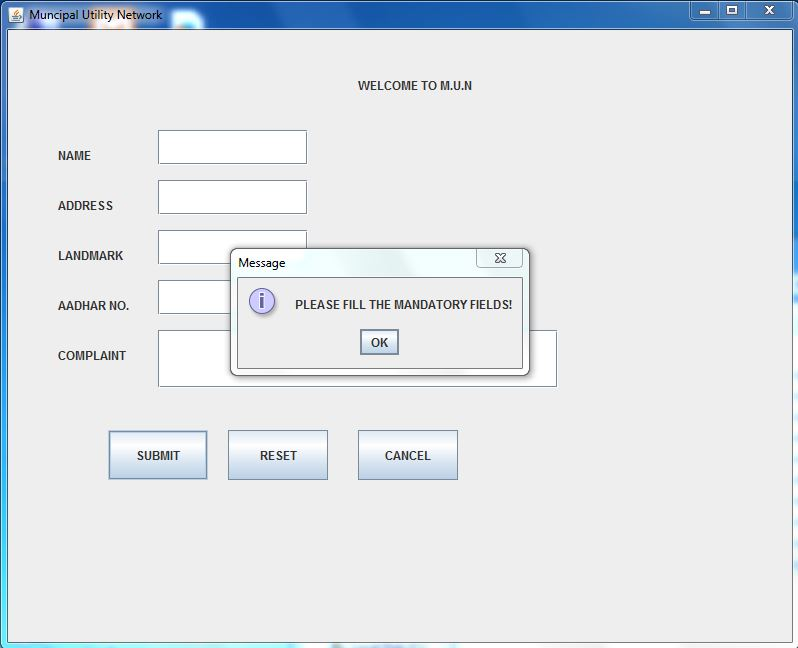 Muncipal Utility Network
WELCOME TO M.U.N
NAME
ADDRESS
LANDMARK
AADHAR NO.
COMPLAINT
Message
i
PLEASE FILL THE MANDATORY FIELDS!
OK
SUBMIT RESET CANCEL